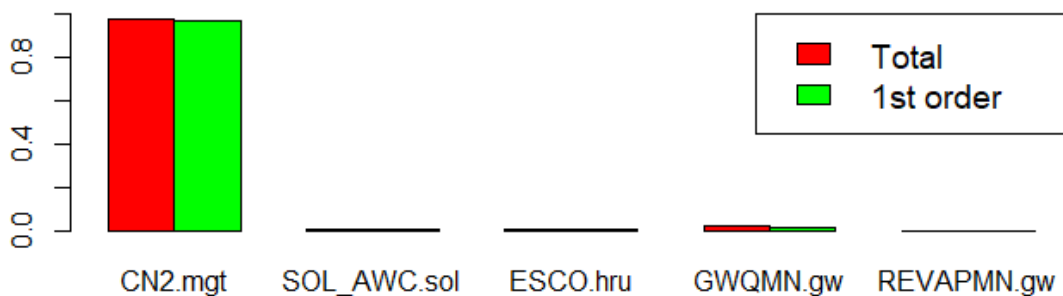 0.8
0.4
0.0
Total
1st order
CN2.mgt
SOL_AWC.sol
ESCO.hru
GWQMN.gw
REVAPMN.gw